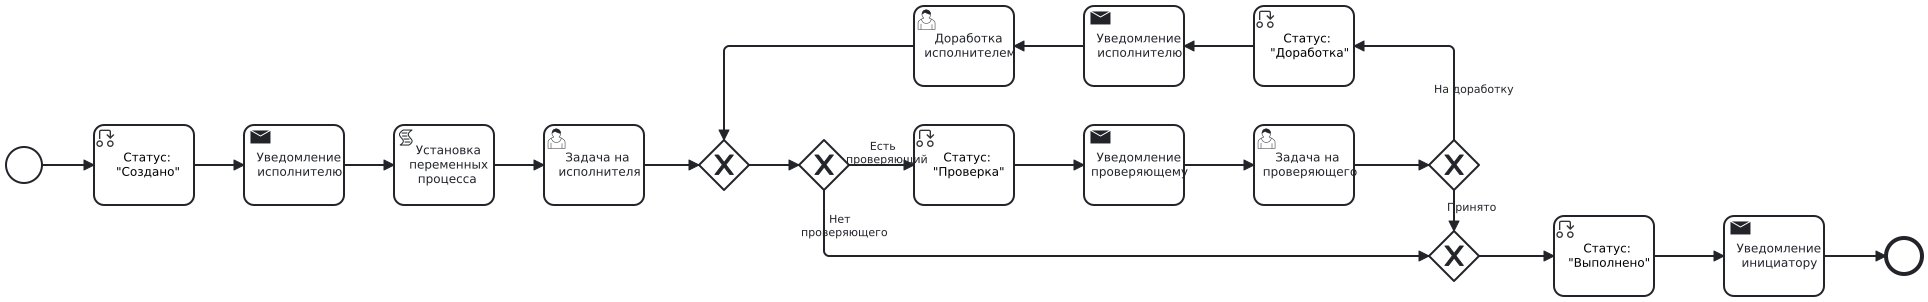 Доработка
исполнителем
Уведомление
исполнителю
Статус:
"Доработка"
На доработку
Статус:
"Создано"
Уведомление
исполнителю
Установка
переменных
процесса
Задача на
исполнителя
Есть
проверяющий
Статус:
"Проверка"
Уведомление
проверяющему
Задача на
проверяющего
Нет
проверяющего
Принято
Статус:
"Выполнено"
Уведомление
инициатору